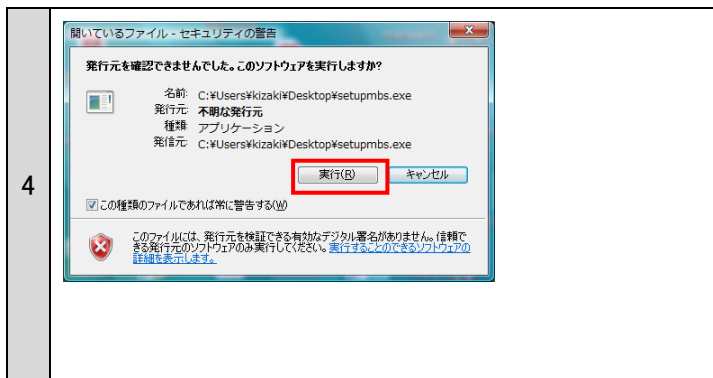 開いているファイル - セキュリティの警告
発行元を確認できませんでした。このソフトウェアを実行しますか?
名前: C:¥Users¥kizaki¥Desktop¥setupmbs.exe
発行元: 不明な発行元
種類: アプリケーション
発信元: C:¥Users¥kizaki¥Desktop¥setupmbs.exe
実行(R) キャンセル
4
この種類のファイルであれば常に警告する(W)
このファイルには、発行元を検証できる有効なデジタル署名がありません。信頼で
きる発行元のソフトウェアのみ実行してください。実行することのできるソフトウェアの
詳細を表示します。